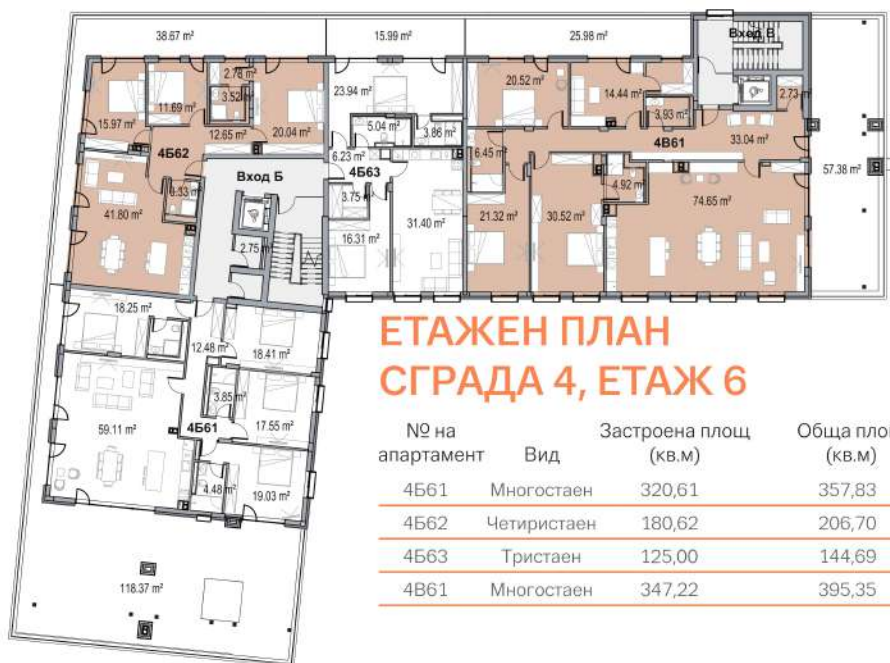 38.67 m²
15.99 m²
25.98 m²
Вход В
2.78 m²
23.94 m²
20.52 m²
11.69 m²
3.52 m²
14.44 m²
2.73 m²
15.97 m²
20.04 m²
5.04 m²
3.86 m²
3.93 m²
12.65 m²
33.04 m²
4Б62
6.23 m²
6.45 m²
4В61
Вход Б
4Б63
57.38 m²
3.33 m²
3.75 m²
4.92 m²
74.65 m²
41.80 m²
31.40 m²
21.32 m²
30.52 m²
2.75 m²
16.31 m²
18.25 m²
12.48 m²
18.41 m²
3.85 m²
59.11 m²
4Б61
17.55 m²
4.48 m²
19.03 m²
118.37 m²
ЕТАЖЕН ПЛАН
СГРАДА 4, ЕТАЖ 6
№ на апартамент Вид Застроена площ (кв.м) Обща (кв.м)
4Б61 Многостаен 320,61 357,83
4Б62 Четиристаен 180,62 206,70
4Б63 Тристаен 125,00 144,69
4В61 Многостаен 347,22 395,35